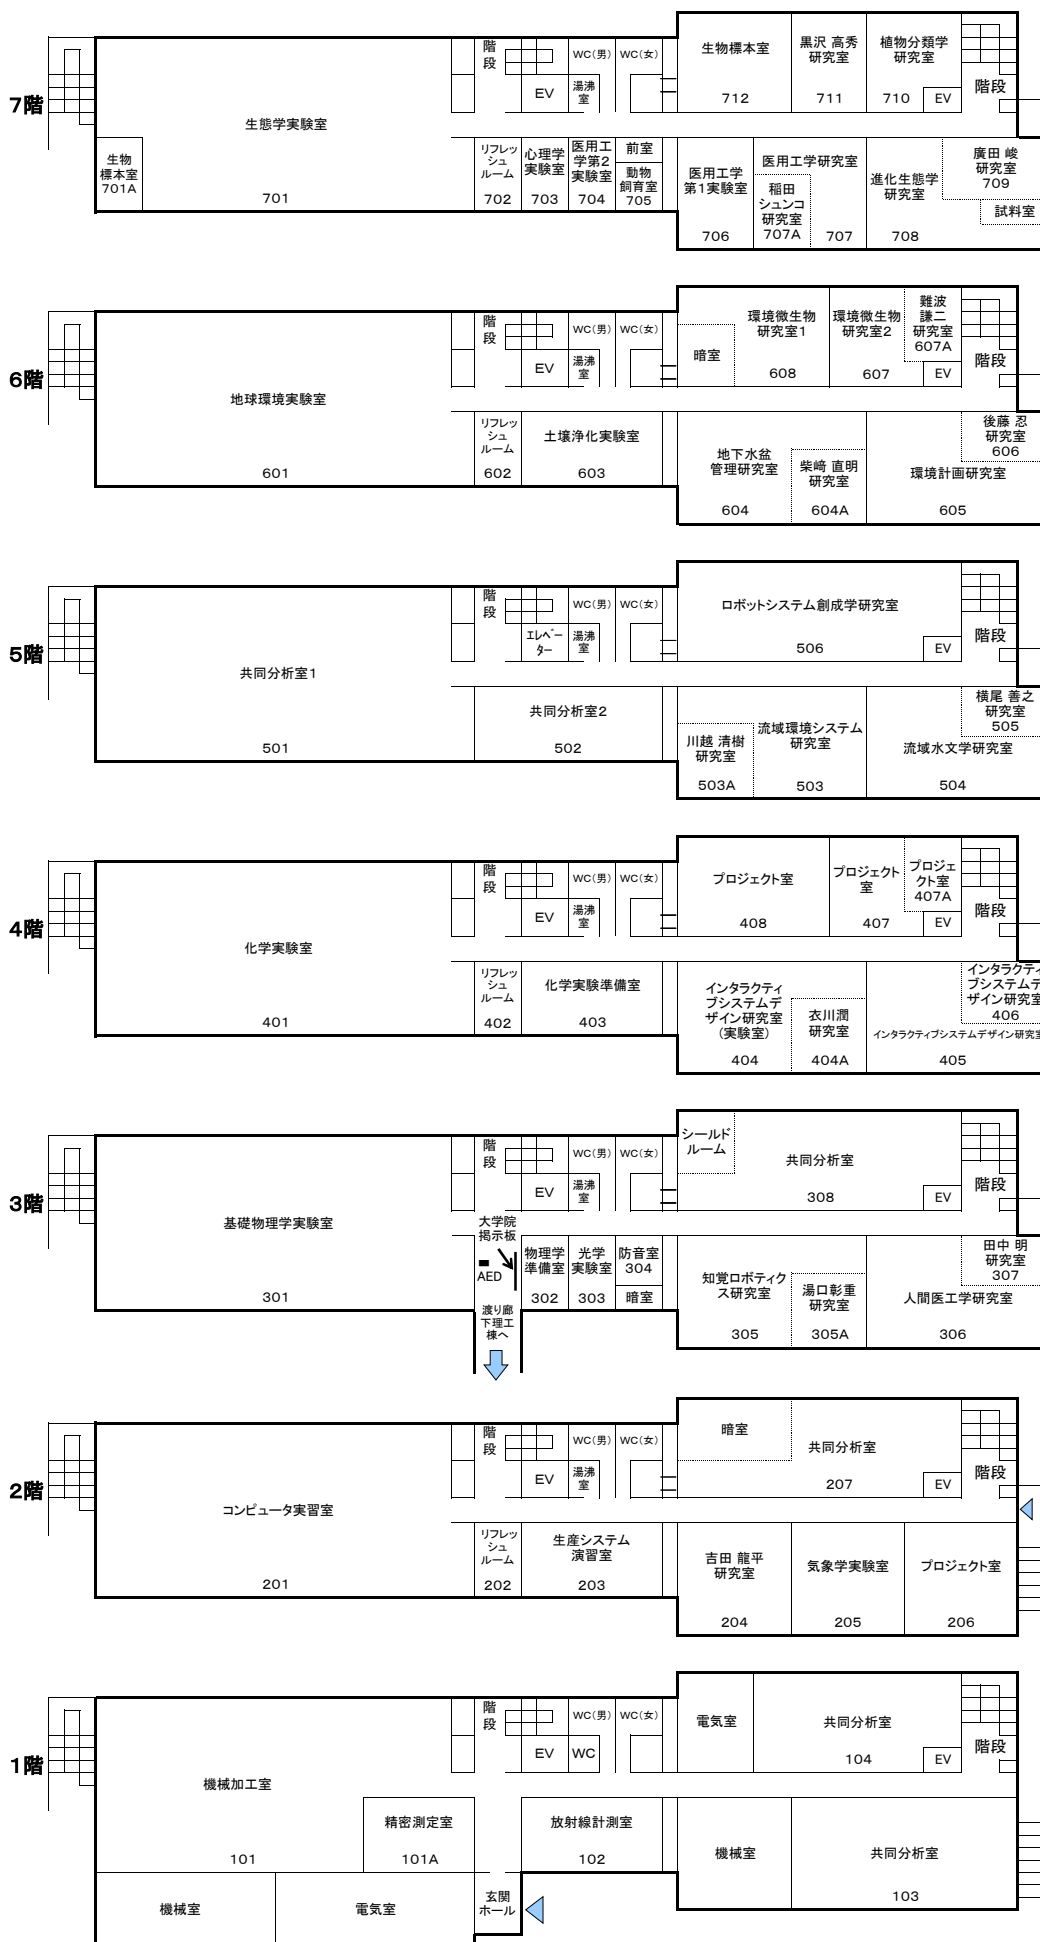 7階
階
段
WC(男)
WC(女)
EV
湯沸
室
生物標本室
712
黒沢 高秀
研究室
711
植物分類学
研究室
710
EV
階段
生態学実験室
701
生物
標本室
701A
リフレッ
シュ
ルーム
702
心理学
実験室
703
医用工
学第2
実験室
704
前室
動物
飼育室
705
医用工学
第1実験室
706
医用工学研究室
707
稲田
シュンコ
研究室
707A
進化生態学
研究室
708
廣田 峻
研究室
709
試料室
6階
階
段
WC(男)
WC(女)
EV
湯沸
室
暗室
環境微生物
研究室1
608
環境微生物
研究室2
607
難波
謙二
研究室
607A
EV
階段
地球環境実験室
601
リフレッ
シュ
ルーム
602
土壌浄化実験室
603
地下水盆
管理研究室
604
柴﨑 直明
研究室
604A
後藤 忍
研究室
606
環境計画研究室
605
5階
階
段
WC(男)
WC(女)
エレベー
ター
湯沸
室
ロボットシステム創成学研究室
506
EV
階段
共同分析室1
501
共同分析室2
502
川越 清樹
研究室
503A
流域環境システム
研究室
503
横尾 善之
研究室
505
流域水文学研究室
504
4階
階
段
WC(男)
WC(女)
EV
湯沸
室
プロジェクト室
408
プロジェクト
室
407
プロジェ
クト室
407A
EV
階段
化学実験室
401
リフレッ
シュ
ルーム
402
化学実験準備室
403
インタラクティ
ブシステムデ
ザイン研究室
(実験室)
404
衣川潤
研究室
404A
インタラクティ
ブシステムデ
ザイン研究室
406
インタラクティブシステムデザイン研究室
405
3階
階
段
WC(男)
WC(女)
EV
湯沸
室
シールド
ルーム
共同分析室
308
EV
階段
基礎物理学実験室
301
大学院
掲示板
AED
渡り廊
下理工
棟へ
物理学
準備室
302
光学
実験室
303
防音室
304
暗室
知覚ロボティク
ス研究室
305
湯口彰重
研究室
305A
田中 明
研究室
307
人間医工学研究室
306
2階
階
段
WC(男)
WC(女)
EV
湯沸
室
暗室
共同分析室
207
EV
階段
コンピュータ実習室
201
リフレッ
シュ
ルーム
202
生産システム
演習室
203
吉田 龍平
研究室
204
気象学実験室
205
プロジェクト室
206
1階
階
段
WC(男)
WC(女)
EV
WC
電気室
共同分析室
104
EV
階段
機械加工室
101
精密測定室
101A
放射線計測室
102
機械室
共同分析室
103
機械室
電気室
玄関
ホール